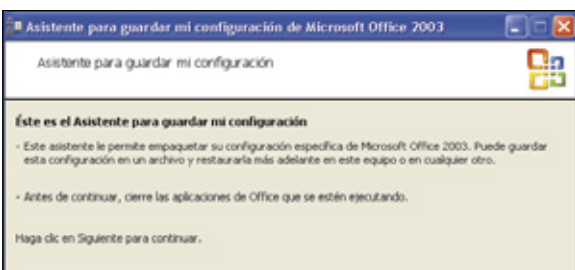 Asistente para guardar mi configuración de Microsoft Office 2003
Asistente para guardar mi configuración
Éste es el Asistente para guardar mi configuración
- Este asistente le permite empaquetar su configuración específica de Microsoft Office 2003. Puede guardar
esta configuración en un archivo y restaurarla más adelante en este equipo o en cualquier otro.
- Antes de continuar, cierre las aplicaciones de Office que se estén ejecutando.
Haga clic en Siguiente para continuar.